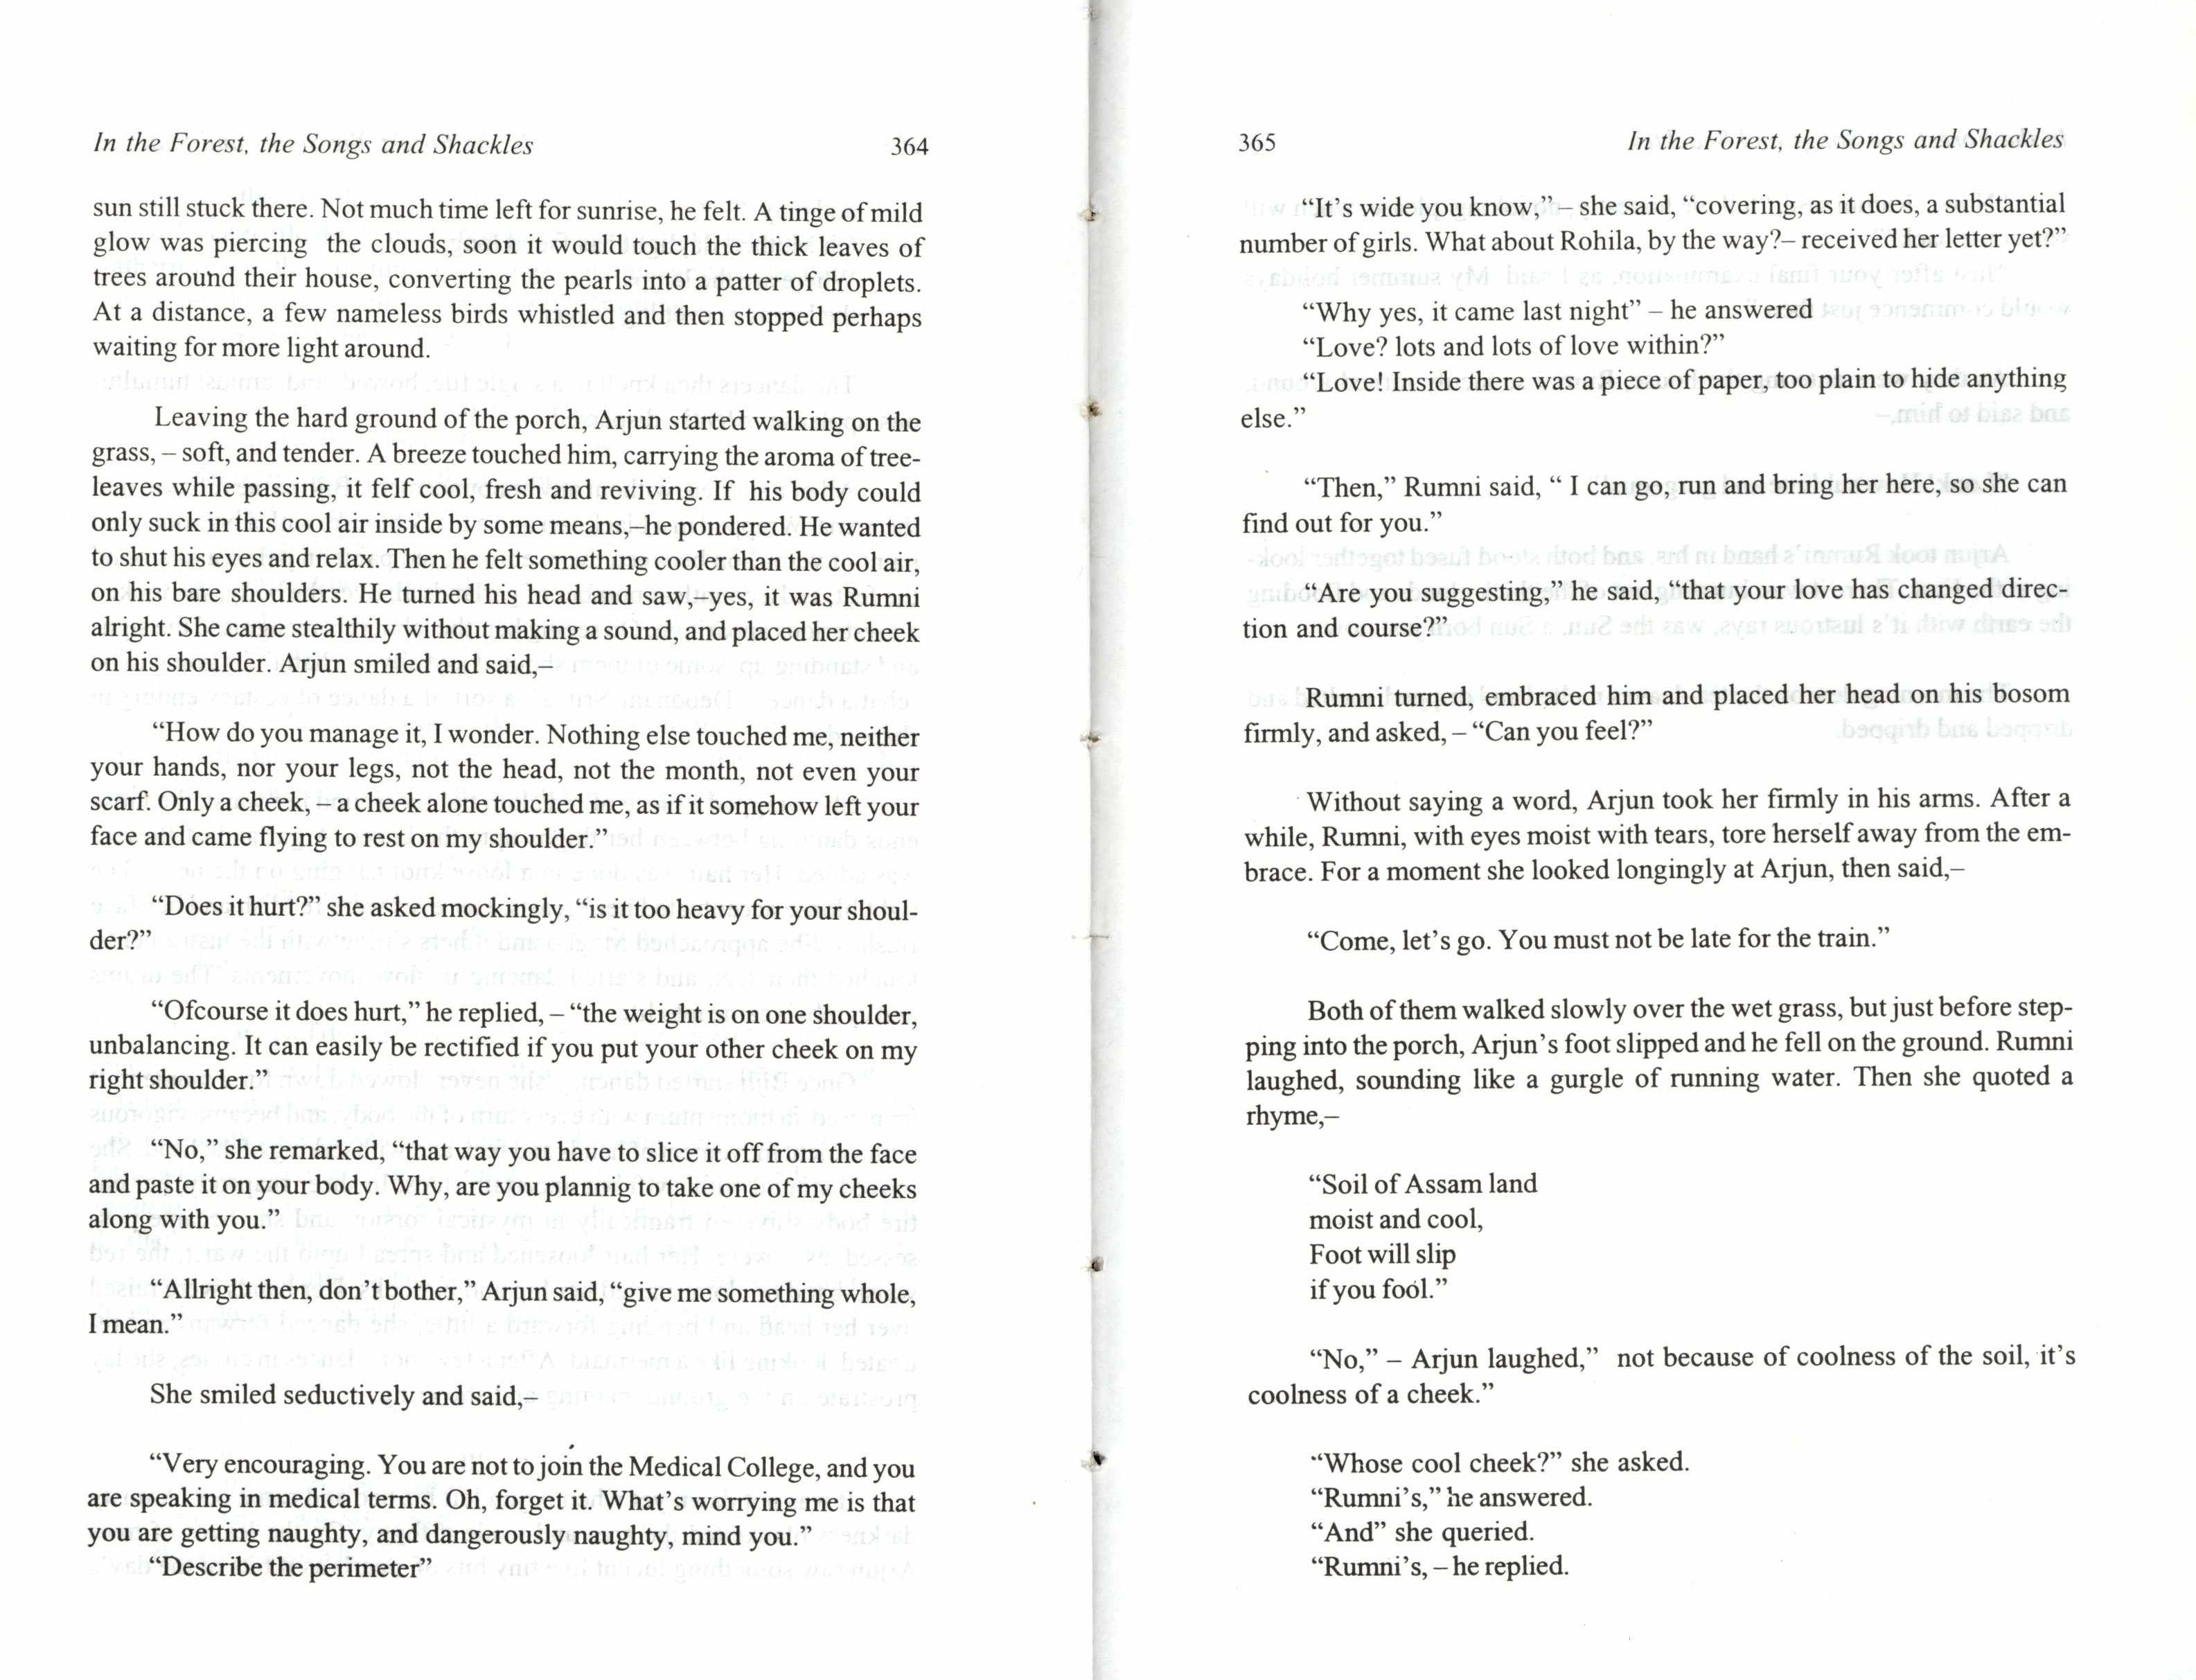 In the Forest, the Songs and Shackles 364
sun still stuck there. Not much time left for sunrise, he felt. A tinge of mild
glow was piercing the clouds, soon it would touch the thick leaves of
trees around their house, converting the pearls into a patter of droplets.
At a distance, a few nameless birds whistled and then stopped perhaps
waiting for more light around.
Leaving the hard ground of the porch, Arjun started walking on the
grass, – soft, and tender. A breeze touched him, carrying the aroma of tree-
leaves while passing, it felf cool, fresh and reviving. If his body could
only suck in this cool air inside by some means,–he pondered. He wanted
to shut his eyes and relax. Then he felt something cooler than the cool air,
on his bare shoulders. He turned his head and saw,–yes, it was Rumni
alright. She came stealthily without making a sound, and placed her cheek
on his shoulder. Arjun smiled and said,–
“How do you manage it, I wonder. Nothing else touched me, neither
your hands, nor your legs, not the head, not the month, not even your
scarf. Only a cheek, – a cheek alone touched me, as if it somehow left your
face and came flying to rest on my shoulder.”
“Does it hurt?” she asked mockingly, “is it too heavy for your shoul-
der?”
“Ofcourse it does hurt,” he replied, – “the weight is on one shoulder,
unbalancing. It can easily be rectified if you put your other cheek on my
right shoulder.”
“No,” she remarked, “that way you have to slice it off from the face
and paste it on your body. Why, are you plannig to take one of my cheeks
along with you.”
“Allright then, don’t bother,” Arjun said, “give me something whole,
I mean.”
She smiled seductively and said,–
“Very encouraging. You are not to join the Medical College, and you
are speaking in medical terms. Oh, forget it. What’s worrying me is that
you are getting naughty, and dangerously naughty, mind you.”
“Describe the perimeter”
365 In the Forest, the Songs and Shackles
“It’s wide you know,”– she said, “covering, as it does, a substantial
number of girls. What about Rohila, by the way?– received her letter yet?”
“Why yes, it came last night” – he answered
“Love? lots and lots of love within?”
“Love! Inside there was a piece of paper, too plain to hide anything
else.”
“Then,” Rumni said, “ I can go, run and bring her here, so she can
find out for you.”
“Are you suggesting,” he said, “that your love has changed direc-
tion and course?”
Rumni turned, embraced him and placed her head on his bosom
firmly, and asked, – “Can you feel?”
Without saying a word, Arjun took her firmly in his arms. After a
while, Rumni, with eyes moist with tears, tore herself away from the em-
brace. For a moment she looked longingly at Arjun, then said,–
“Come, let’s go. You must not be late for the train.”
Both of them walked slowly over the wet grass, but just before step-
ping into the porch, Arjun’s foot slipped and he fell on the ground. Rumni
laughed, sounding like a gurgle of running water. Then she quoted a
rhyme,–
“Soil of Assam land
moist and cool,
Foot will slip
if you fool.”
“No,” – Arjun laughed,” not because of coolness of the soil, it’s
coolness of a cheek.”
“Whose cool cheek?” she asked.
“Rumni’s,” he answered.
“And” she queried.
“Rumni’s, – he replied.